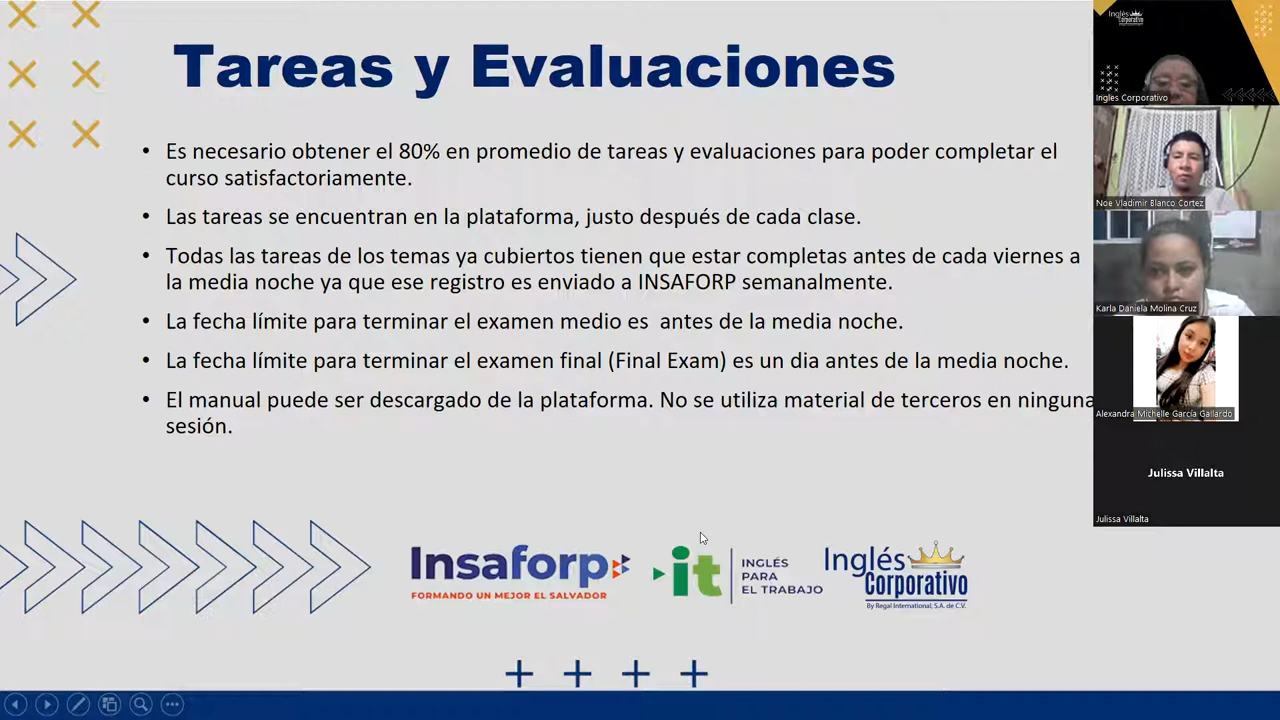 Tareas y Evaluaciones
• Es necesario obtener el 80% en promedio de tareas y evaluaciones para poder completar el
curso satisfactoriamente.
• Las tareas se encuentran en la plataforma, justo después de cada clase.
• Todas las tareas de los temas ya cubiertos tienen que estar completas antes de cada viernes a
la media noche ya que ese registro es enviado a INSAFORP semanalmente.
• La fecha límite para terminar el examen medio es  antes de la media noche.
• La fecha límite para terminar el examen final (Final Exam) es un dia antes de la media noche.
• El manual puede ser descargado de la plataforma. No se utiliza material de terceros en ninguna
sesión.
Insaforp
FORMANDO UN MEJOR EL SALVADOR
it
INGLÉS
PARA
EL TRABAJO
Inglés
Corporativo
By Regal International, S.A. de C.V.
Inglés
Corporativo
Ingles Corporativo
Noe Vladimir Blanco Cortez
Karla Daniela Molina Cruz
Alexandra Michelle García Gallardo
Julissa Villalta
Julissa Villalta